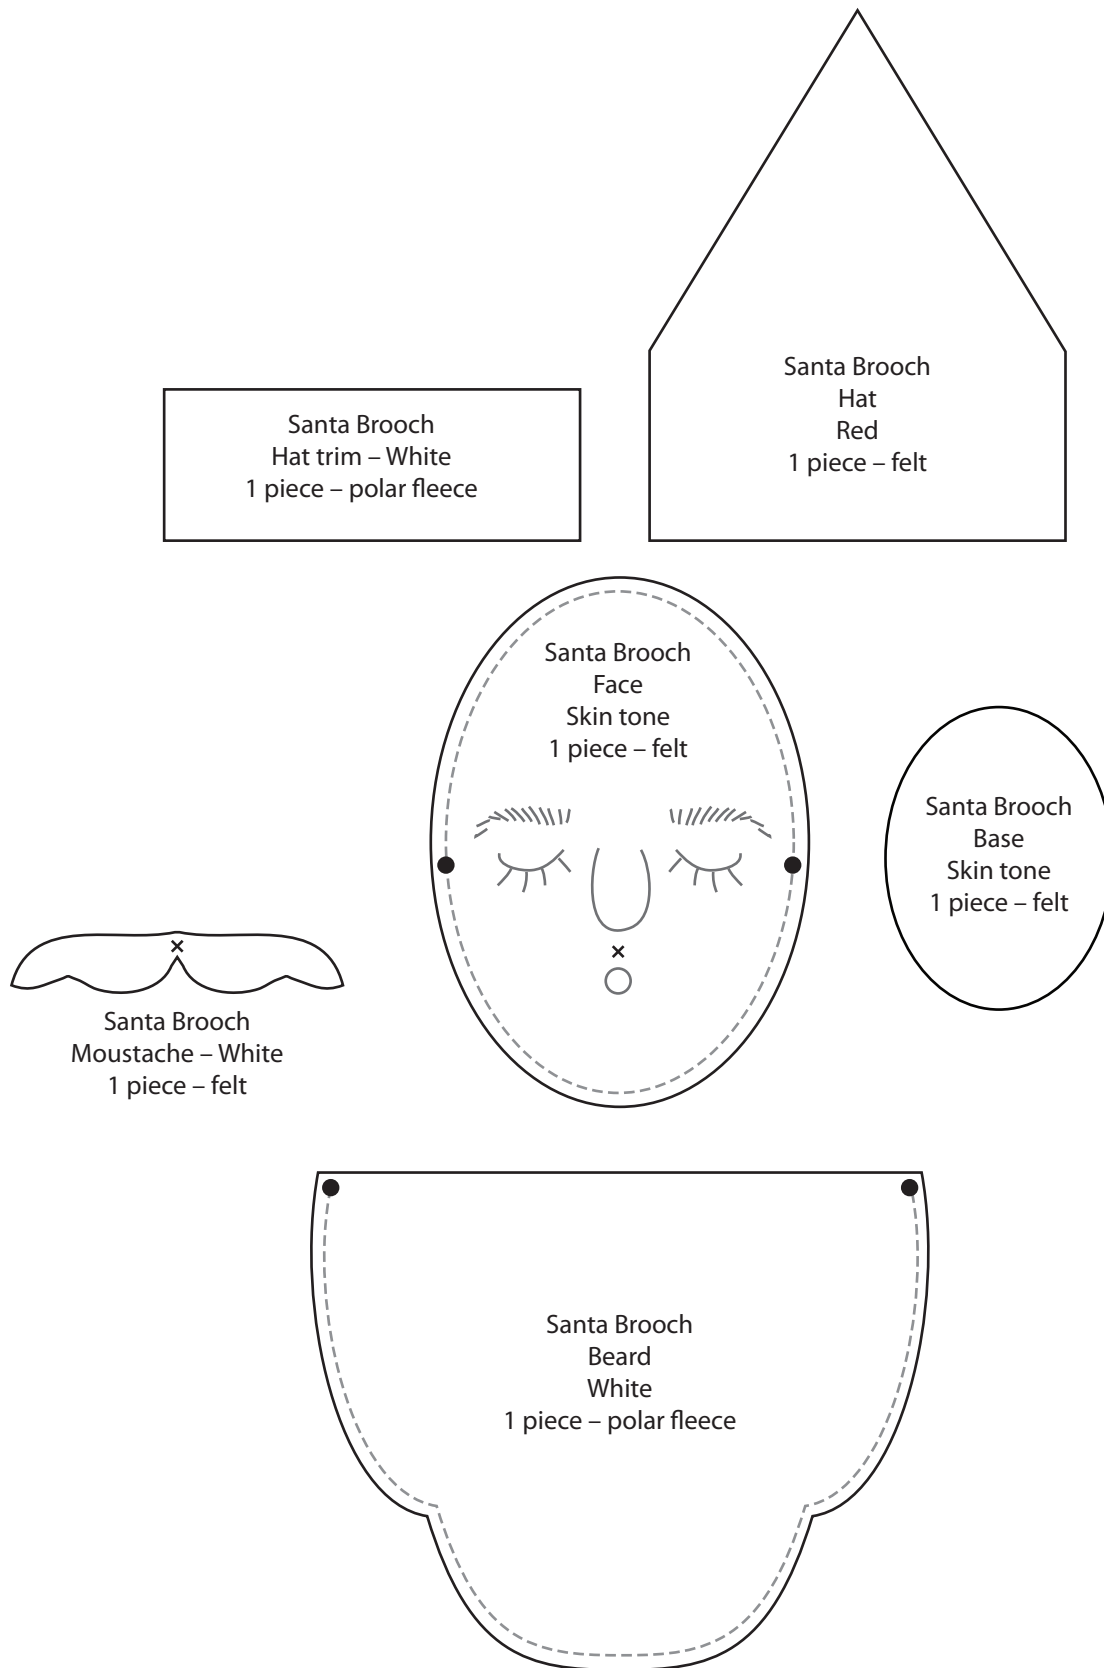 Santa Brooch
Hat
Red
1 piece – felt
Santa Brooch
Hat trim – White
1 piece – polar fleece
Santa Brooch
Face
Skin tone
1 piece – felt
Santa Brooch
Base
Skin tone
1 piece – felt
Santa Brooch
Moustache – White
1 piece – felt
Santa Brooch
Beard
White
1 piece – polar fleece